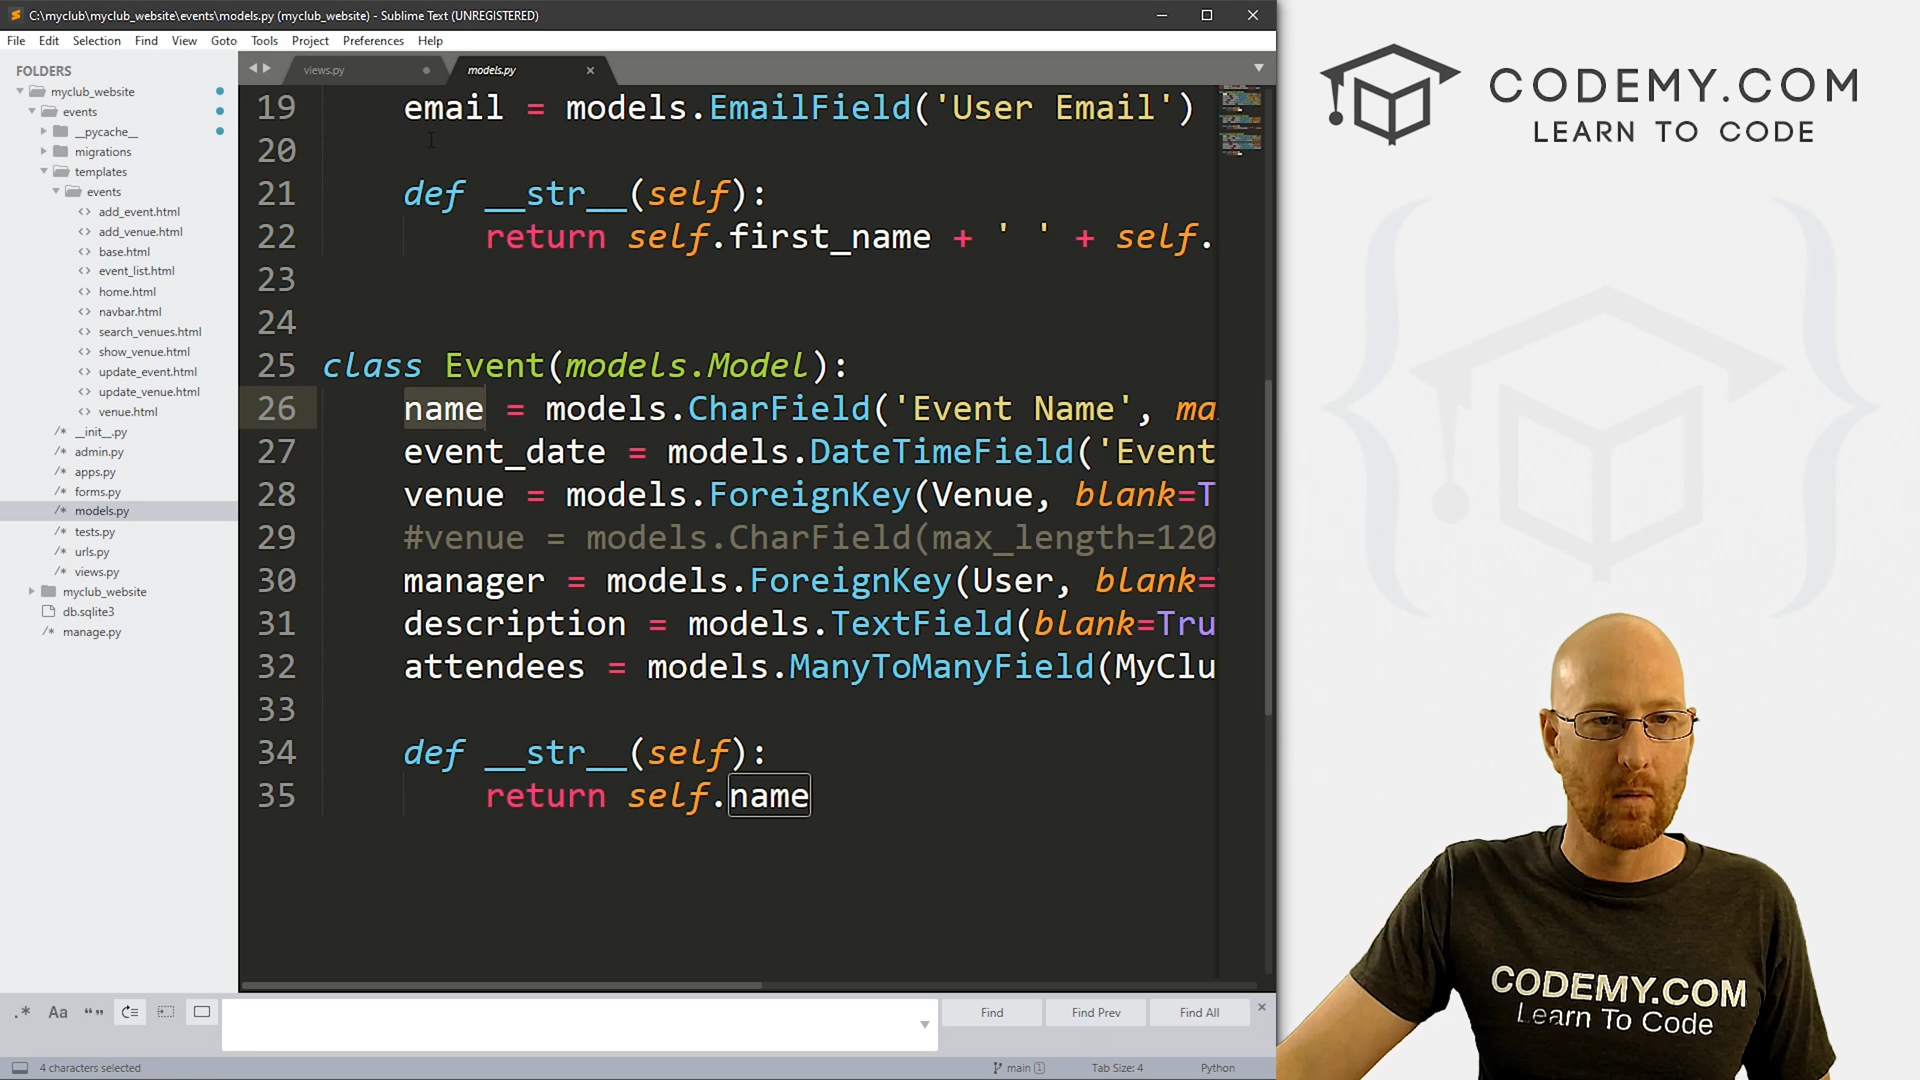 C:\myclub\myclub_website\events\models.py (myclub_website) - Sublime Text (UNREGISTERED)
File Edit Selection Find View Goto Tools Project Preferences Help
FOLDERS
myclub_website
events
__pycache__
migrations
templates
events
add_event.html
add_venue.html
base.html
event_list.html
home.html
navbar.html
search_venues.html
show_venue.html
update_event.html
update_venue.html
venue.html
__init__.py
admin.py
apps.py
forms.py
models.py
tests.py
urls.py
views.py
myclub_website
db.sqlite3
manage.py
views.py models.py
19 email = models.EmailField('User Email')
20
21 def __str__(self):
22 return self.first_name + ' ' + self.
23
24
25 class Event(models.Model):
26 name = models.CharField('Event Name', ma
27 event_date = models.DateTimeField('Event
28 venue = models.ForeignKey(Venue, blank=T
29 #venue = models.CharField(max_length=120
30 manager = models.ForeignKey(User, blank=
31 description = models.TextField(blank=Tru
32 attendees = models.ManyToManyField(MyClu
33
34 def __str__(self):
35 return self.name
.* Aa “”
Find Find Prev Find All
4 characters selected
main 1 Tab Size: 4 Python
CODEMY.COM
LEARN TO CODE
CODEMY.COM
Learn To Code